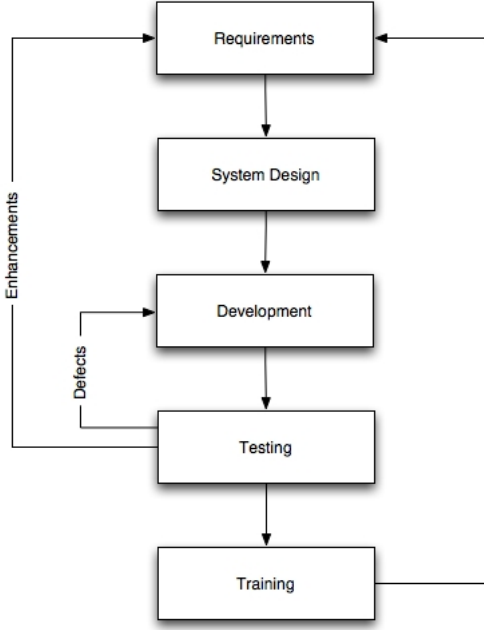 Requirements
System Design
Enhancements
Development
Defects
Testing
Training